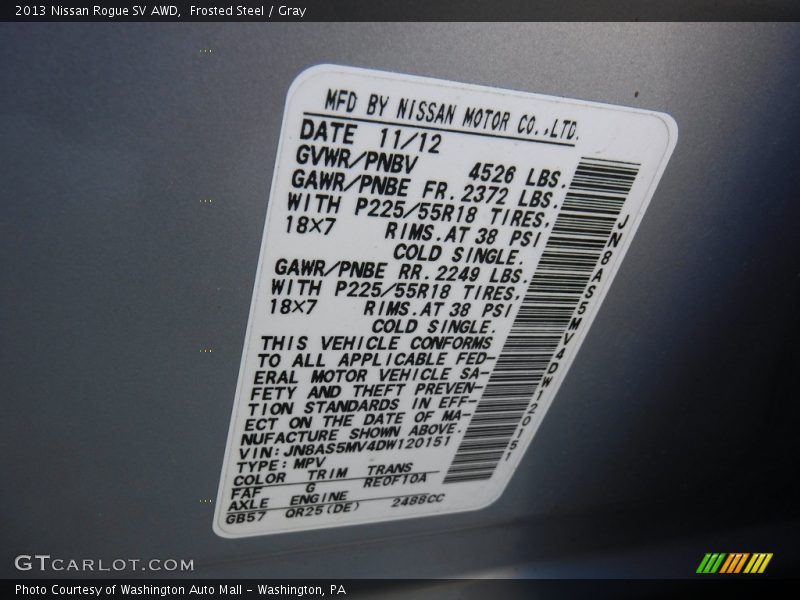 2013 Nissan Rogue SV AWD,  Frosted Steel / Gray
MFD BY NISSAN MOTOR CO.,LTD.
DATE 11/12
GVWR/PNBV 4526 LBS.
GAWR/PNBE FR. 2372 LBS.
WITH P225/55R18 TIRES.
18X7 RIMS. AT 38 PSI
COLD SINGLE.
GAWR/PNBE RR. 2249 LBS.
WITH P225/55R18 TIRES.
18X7 RIMS. AT 38 PSI
COLD SINGLE.
THIS VEHICLE CONFORMS
TO ALL APPLICABLE FED-
ERAL MOTOR VEHICLE SA-
FETY AND THEFT PREVEN-
TION STANDARDS IN EFF-
ECT ON THE DATE OF MA-
NUFACTURE SHOWN ABOVE.
VIN:JN8AS5MV4DW120151
TYPE: MPV
COLOR TRIM TRANS
FAF G RE0F10A
AXLE ENGINE
GB57 QR25(DE) 2488CC
JN8AS5MV4DW120151
GTCARLOT.COM
Photo Courtesy of Washington Auto Mall - Washington, PA